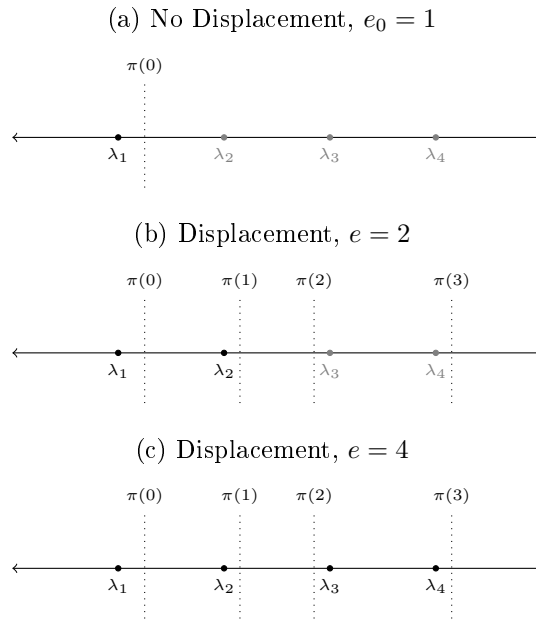 (a) No Displacement, e₀ = 1
π(0)
λ₁ λ₂ λ₃ λ₄
(b) Displacement, e = 2
π(0) π(1) π(2) π(3)
λ₁ λ₂ λ₃ λ₄
(c) Displacement, e = 4
π(0) π(1) π(2) π(3)
λ₁ λ₂ λ₃ λ₄